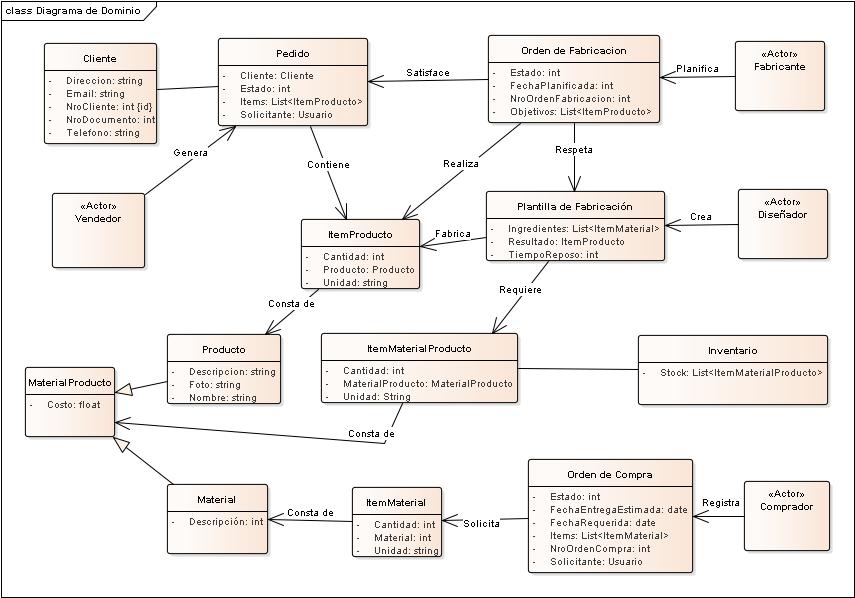 class Diagrama de Dominio
Cliente
- Direccion: string
- Email: string
- NroCliente: int {id}
- NroDocumento: int
- Telefono: string
Pedido
- Cliente: Cliente
- Estado: int
- Items: List<ItemProducto>
- Solicitante: Usuario
Satisface
Orden de Fabricacion
- Estado: int
- FechaPlanificada: int
- NroOrdenFabricacion: int
- Objetivos: List<ItemProducto>
Planifica
«Actor»
Fabricante
Genera
Contiene
Realiza
Respeta
«Actor»
Vendedor
ItemProducto
- Cantidad: int
- Producto: Producto
- Unidad: string
Fabrica
Plantilla de Fabricación
- Ingredientes: List<ItemMaterial>
- Resultado: ItemProducto
- TiempoReposo: int
Crea
«Actor»
Diseñador
Consta de
Requiere
Producto
- Descripcion: string
- Foto: string
- Nombre: string
ItemMaterialProducto
- Cantidad: int
- MaterialProducto: MaterialProducto
- Unidad: String
Inventario
- Stock: List<ItemMaterialProducto>
MaterialProducto
- Costo: float
Consta de
Material
- Descripción: int
Consta de
ItemMaterial
- Cantidad: int
- Material: int
- Unidad: string
Solicita
Orden de Compra
- Estado: int
- FechaEntregaEstimada: date
- FechaRequerida: date
- Items: List<ItemMaterial>
- NroOrdenCompra: int
- Solicitante: Usuario
Registra
«Actor»
Comprador